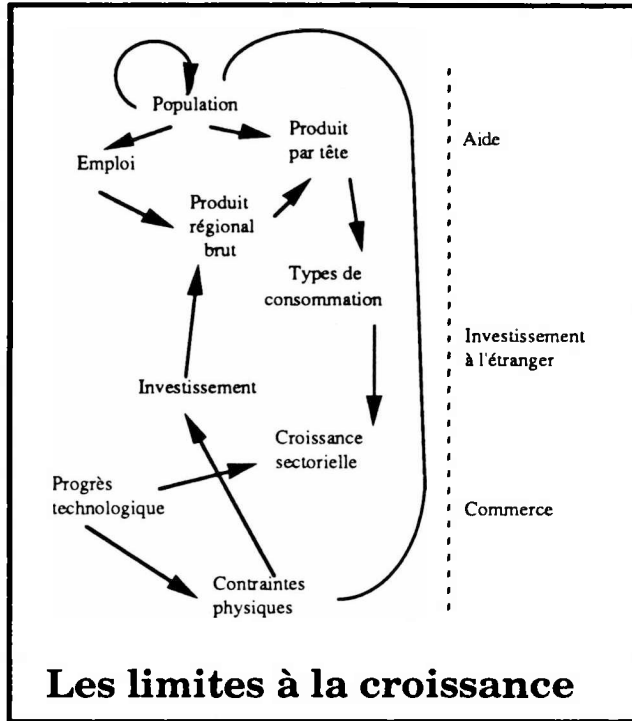 Population
Emploi
Produit
par tête
Aide
Produit
régional
brut
Types de
consommation
Investissement
à l'étranger
Investissement
Croissance
sectorielle
Progrès
technologique
Commerce
Contraintes
physiques
Les limites à la croissance